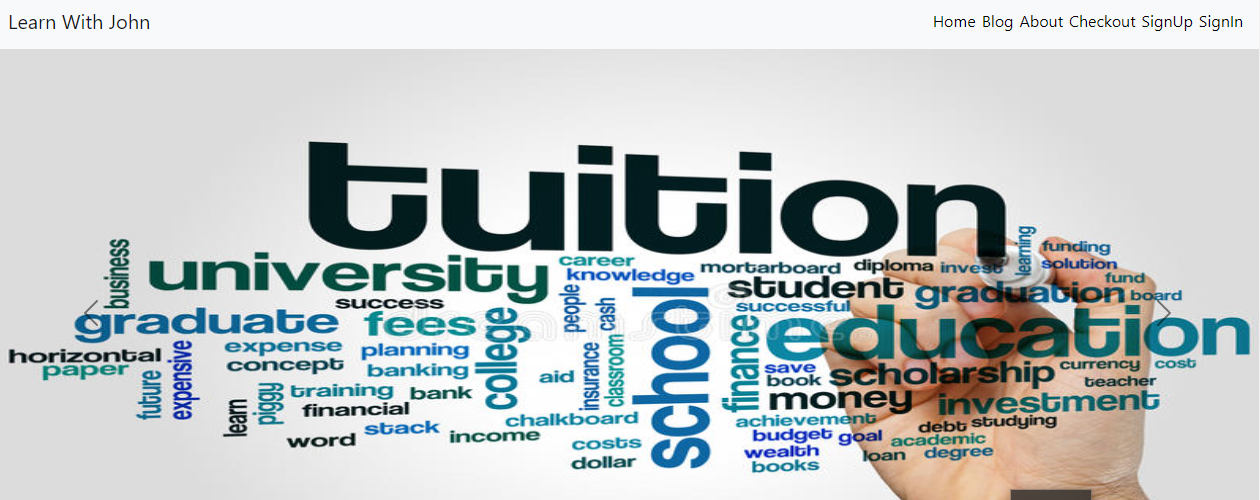 Learn With John
Home Blog About Checkout SignUp SignIn
tuition
business
university
career
knowledge
mortarboard
diploma
invest
learning
funding
solution
fund
board
success
people
cash
student
successful
graduation
graduate
fees
college
school
finance
education
horizontal
paper
expense
concept
planning
banking
future
expensive
aid
insurance
classroom
save
book
scholarship
currency
cost
teacher
learn
piggy
training
bank
financial
money
investment
word
stack
income
chalkboard
costs
dollar
achievement
budget
goal
debt
studying
academic
wealth
books
loan
degree